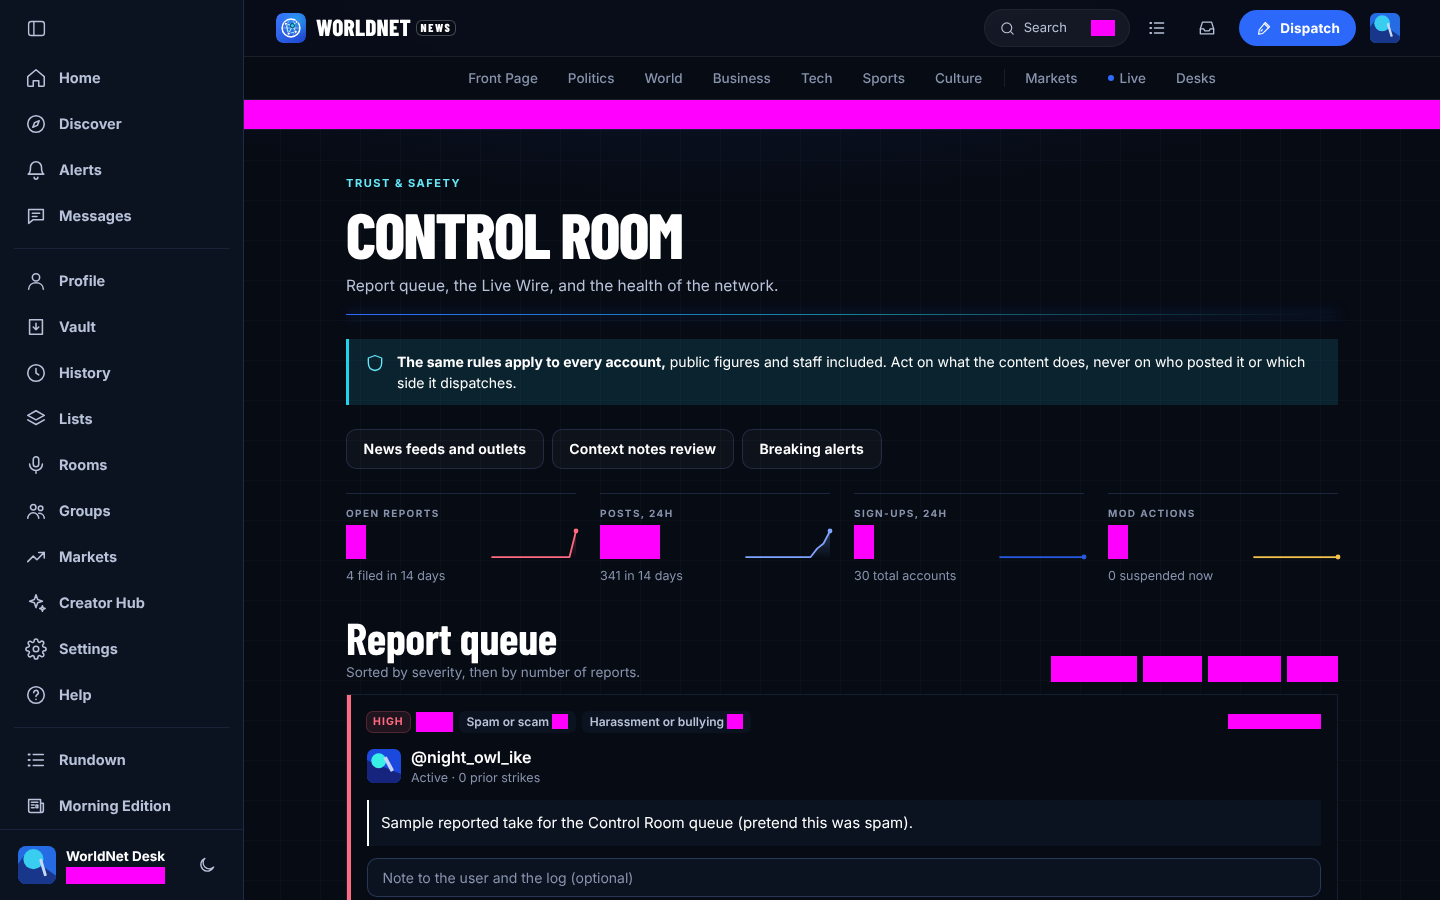 Home
Discover
Alerts
Messages
Profile
Vault
History
Lists
Rooms
Groups
Markets
Creator Hub
Settings
Help
Rundown
Morning Edition
WorldNet Desk
WORLDNET NEWS
Search
Dispatch
Front Page Politics World Business Tech Sports Culture Markets Live Desks
TRUST & SAFETY
CONTROL ROOM
Report queue, the Live Wire, and the health of the network.
The same rules apply to every account, public figures and staff included. Act on what the content does, never on who posted it or which
side it dispatches.
News feeds and outlets
Context notes review
Breaking alerts
OPEN REPORTS
4 filed in 14 days
POSTS, 24H
341 in 14 days
SIGN-UPS, 24H
30 total accounts
MOD ACTIONS
0 suspended now
Report queue
Sorted by severity, then by number of reports.
HIGH Spam or scam Harassment or bullying
@night_owl_ike
Active · 0 prior strikes
Sample reported take for the Control Room queue (pretend this was spam).
Note to the user and the log (optional)